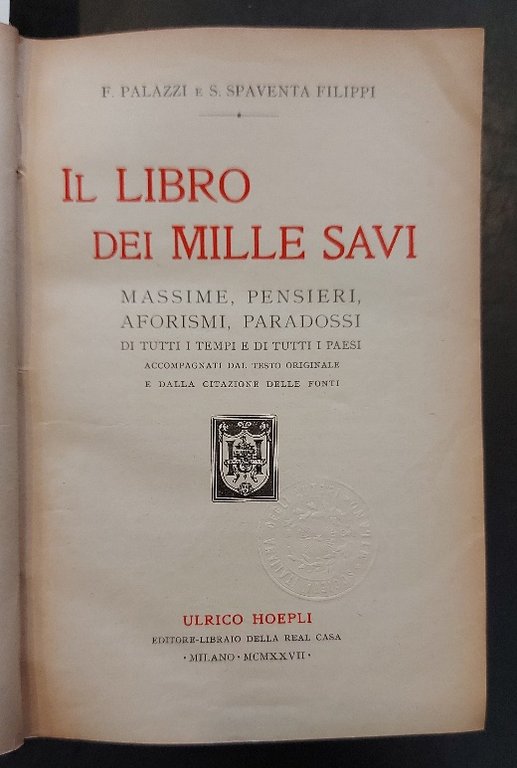 F. PALAZZI E S. SPAVENTA FILIPPI
IL LIBRO
DEI MILLE SAVI
MASSIME, PENSIERI,
AFORISMI, PARADOSSI
DI TUTTI I TEMPI E DI TUTTI I PAESI
ACCOMPAGNATI DAL TESTO ORIGINALE
E DALLA CITAZIONE DELLE FONTI
ULRICO HOEPLI
EDITORE-LIBRAIO DELLA REAL CASA
·MILANO·MCMXXVII·